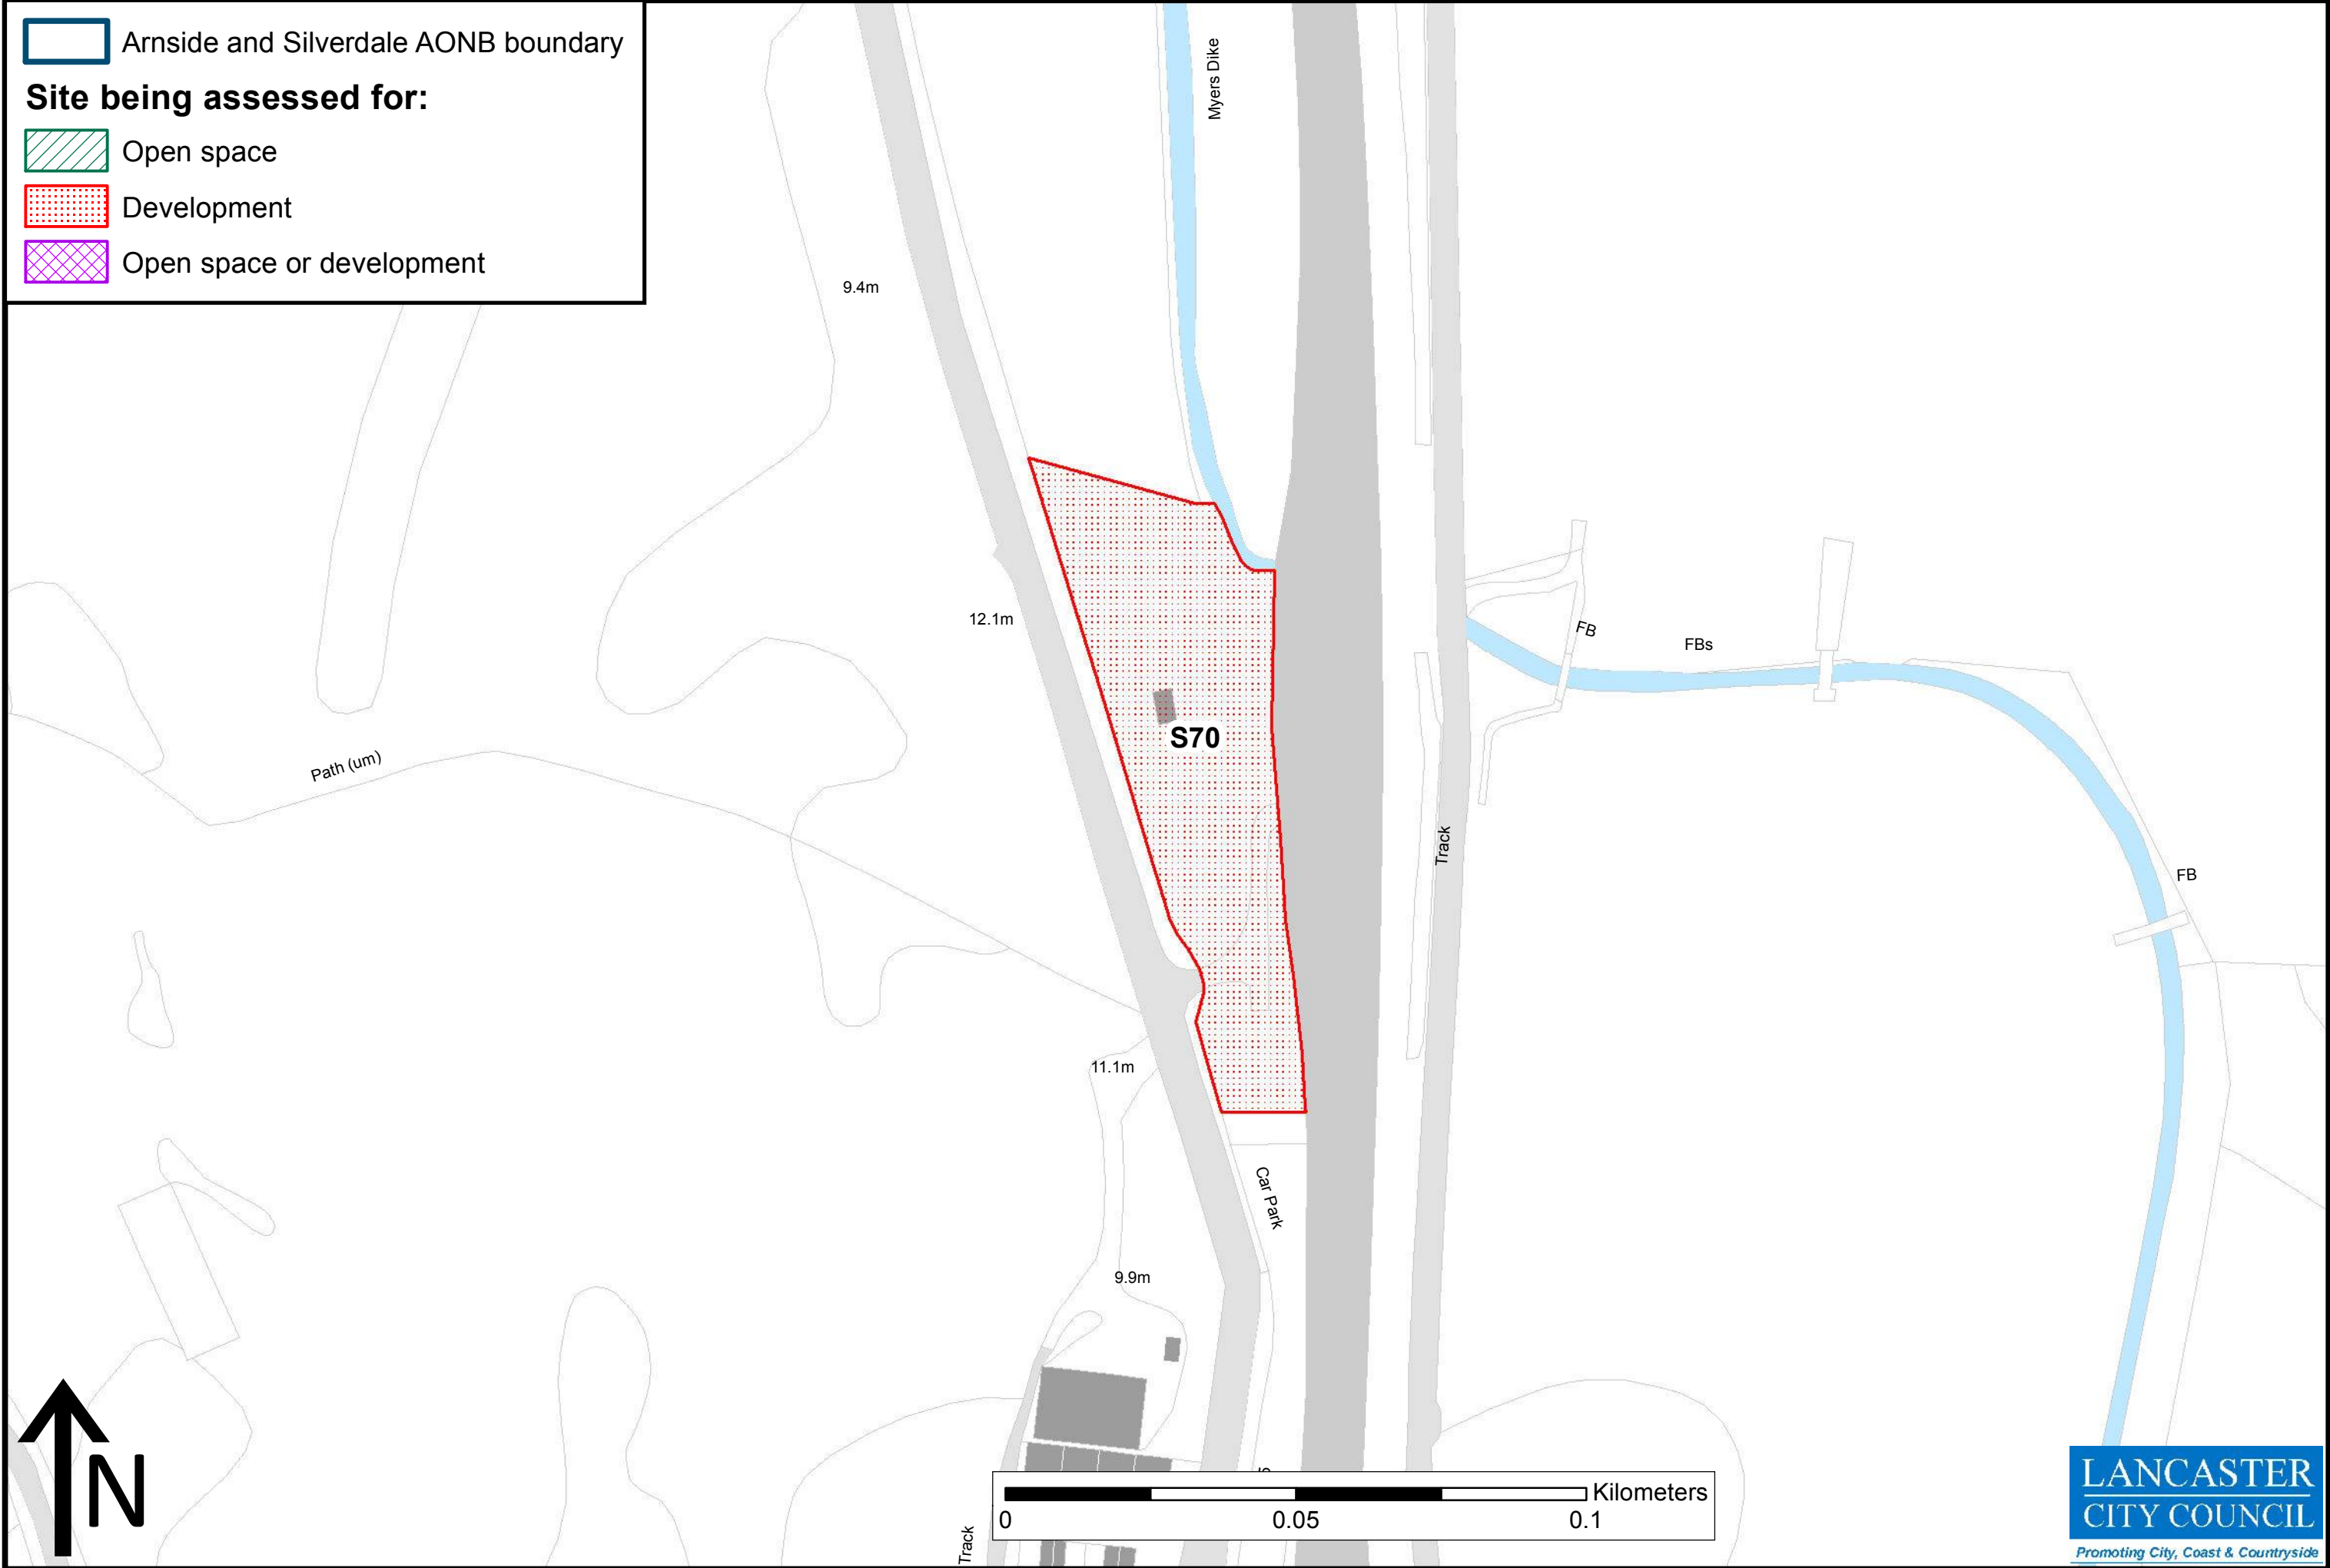 Arnside and Silverdale AONB boundary
Site being assessed for:
Open space
Development
Open space or development
Myers Dike
9.4m
12.1m
FB
FBs
S70
Path (um)
Track
FB
11.1m
Car Park
9.9m
N
Kilometers
0 0.05 0.1
Track
LANCASTER
CITY COUNCIL
Promoting City, Coast & Countryside